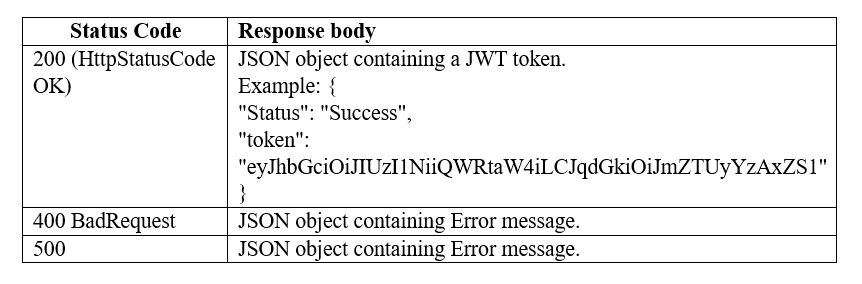 Status Code Response body
200 (HttpStatusCode JSON object containing a JWT token.
OK) Example: {
"Status": "Success",
"token":
"eyJhbGciOiJIUzI1NiiQWRtaW4iLCJqdGkiOiJmZTUyYzAxZS1"
}
400 BadRequest JSON object containing Error message.
500 JSON object containing Error message.